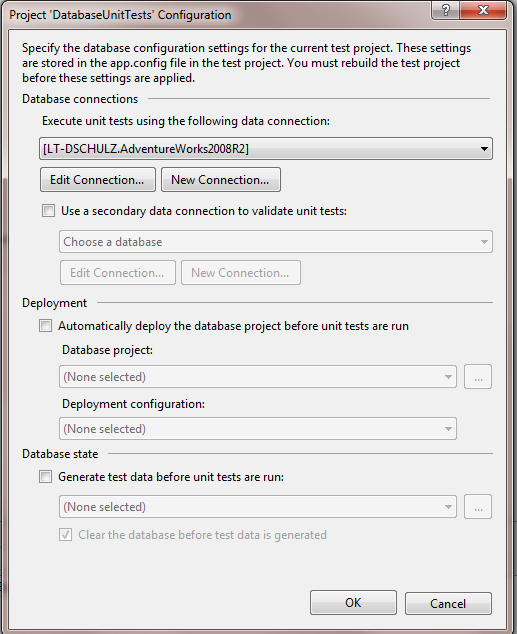 Project 'DatabaseUnitTests' Configuration
?
Specify the database configuration settings for the current test project. These settings
are stored in the app.config file in the test project. You must rebuild the test project
before these settings are applied.
Database connections
Execute unit tests using the following data connection:
[LT-DSCHULZ.AdventureWorks2008R2]
Edit Connection... New Connection...
Use a secondary data connection to validate unit tests:
Choose a database
Edit Connection... New Connection...
Deployment
Automatically deploy the database project before unit tests are run
Database project:
(None selected) ...
Deployment configuration:
(None selected)
Database state
Generate test data before unit tests are run:
(None selected) ...
Clear the database before test data is generated
OK Cancel